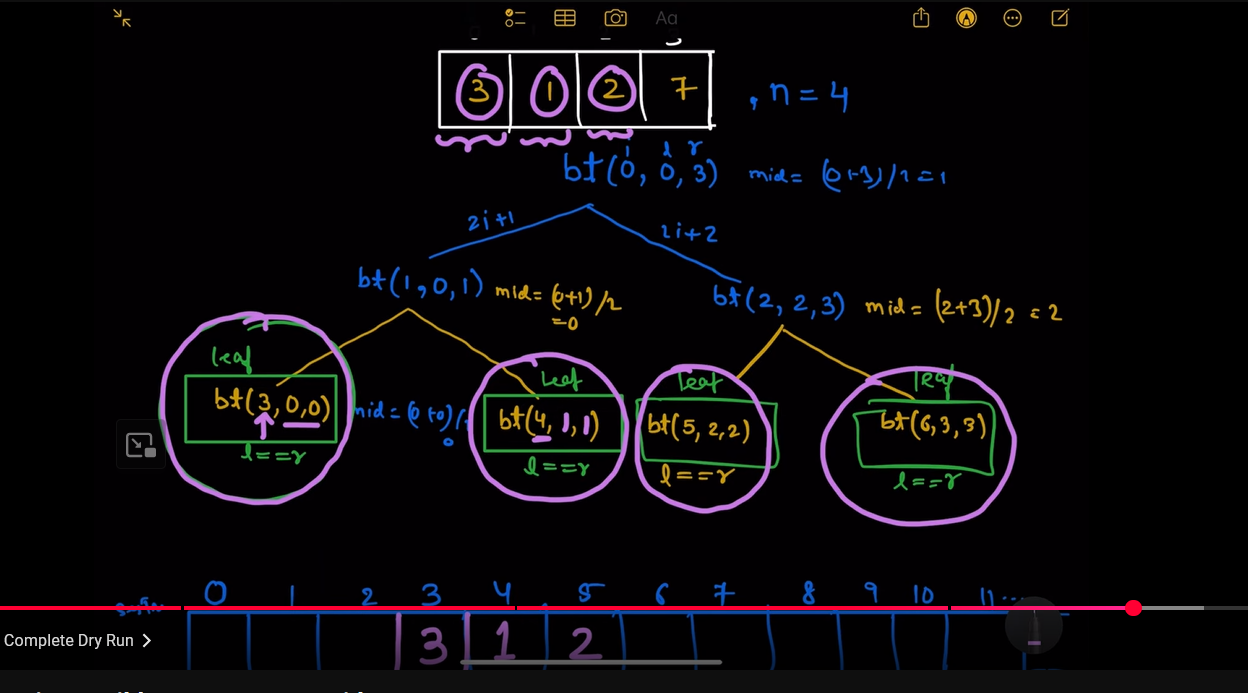 Aa
3 1 2 7 , n = 4
i l r
bt(0, 0, 3) mid = (0+3)/2 = 1
2i+1 2i+2
bt(1, 0, 1) mid = (0+1)/2 = 0
bt(2, 2, 3) mid = (2+3)/2 = 2
leaf leaf leaf leaf
bt(3, 0, 0) mid = (0+0)/ 0 bt(4, 1, 1) bt(5, 2, 2) bt(6, 3, 3)
l==r l==r l==r l==r
0 1 2 3 4 5 6 7 8 9 10 11...
3 1 2
Complete Dry Run